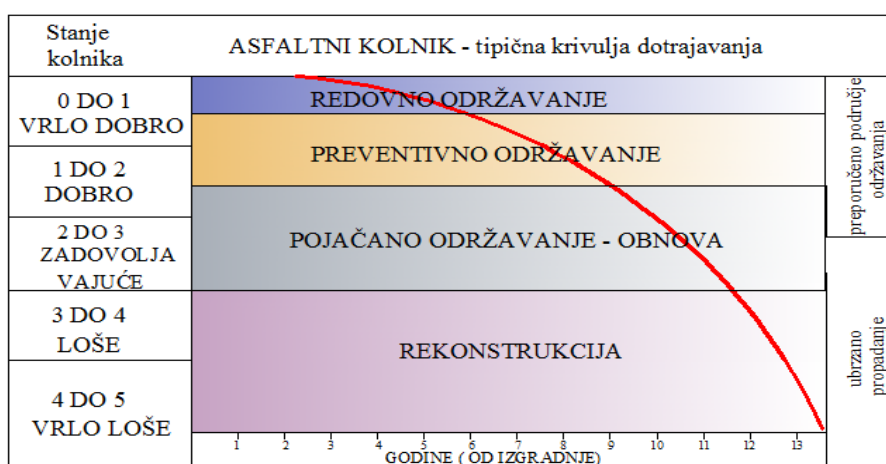 Stanje
kolnika
ASFALTNI KOLNIK - tipična krivulja dotrajavanja
0 DO 1
VRLO DOBRO
1 DO 2
DOBRO
2 DO 3
ZADOVOLJA
VAJUĆE
3 DO 4
LOŠE
4 DO 5
VRLO LOŠE
REDOVNO ODRŽAVANJE
PREVENTIVNO ODRŽAVANJE
POJAČANO ODRŽAVANJE - OBNOVA
REKONSTRUKCIJA
1 2 3 4 5 6 7 8 9 10 11 12 13
GODINE ( OD IZGRADNJE)
preporučeno područje
održavanja
ubrzano
propadanje